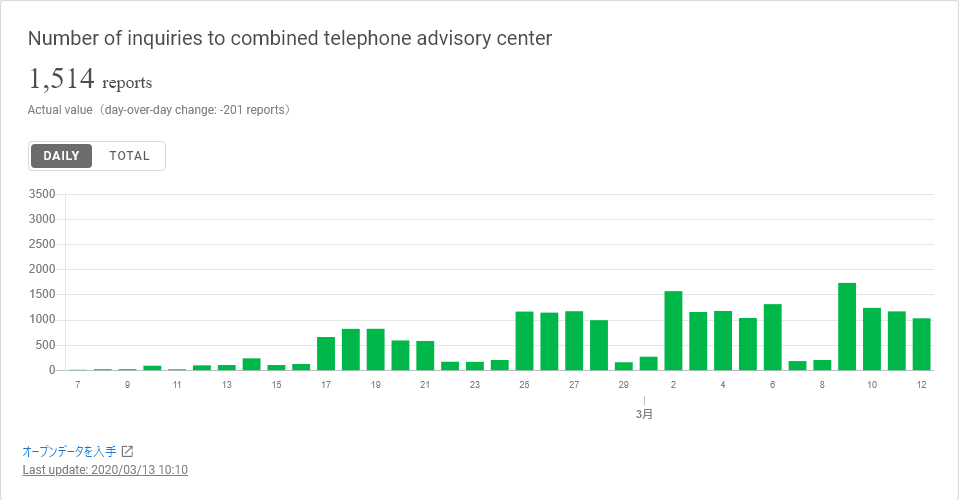 Number of inquiries to combined telephone advisory center
1,514 reports
Actual value（day-over-day change: -201 reports）
DAILY TOTAL
3500
3000
2500
2000
1500
1000
500
0
7 9 11 13 15 17 19 21 23 25 27 29 2 4 6 8 10 12
3月
オープンデータを入手
Last update: 2020/03/13 10:10